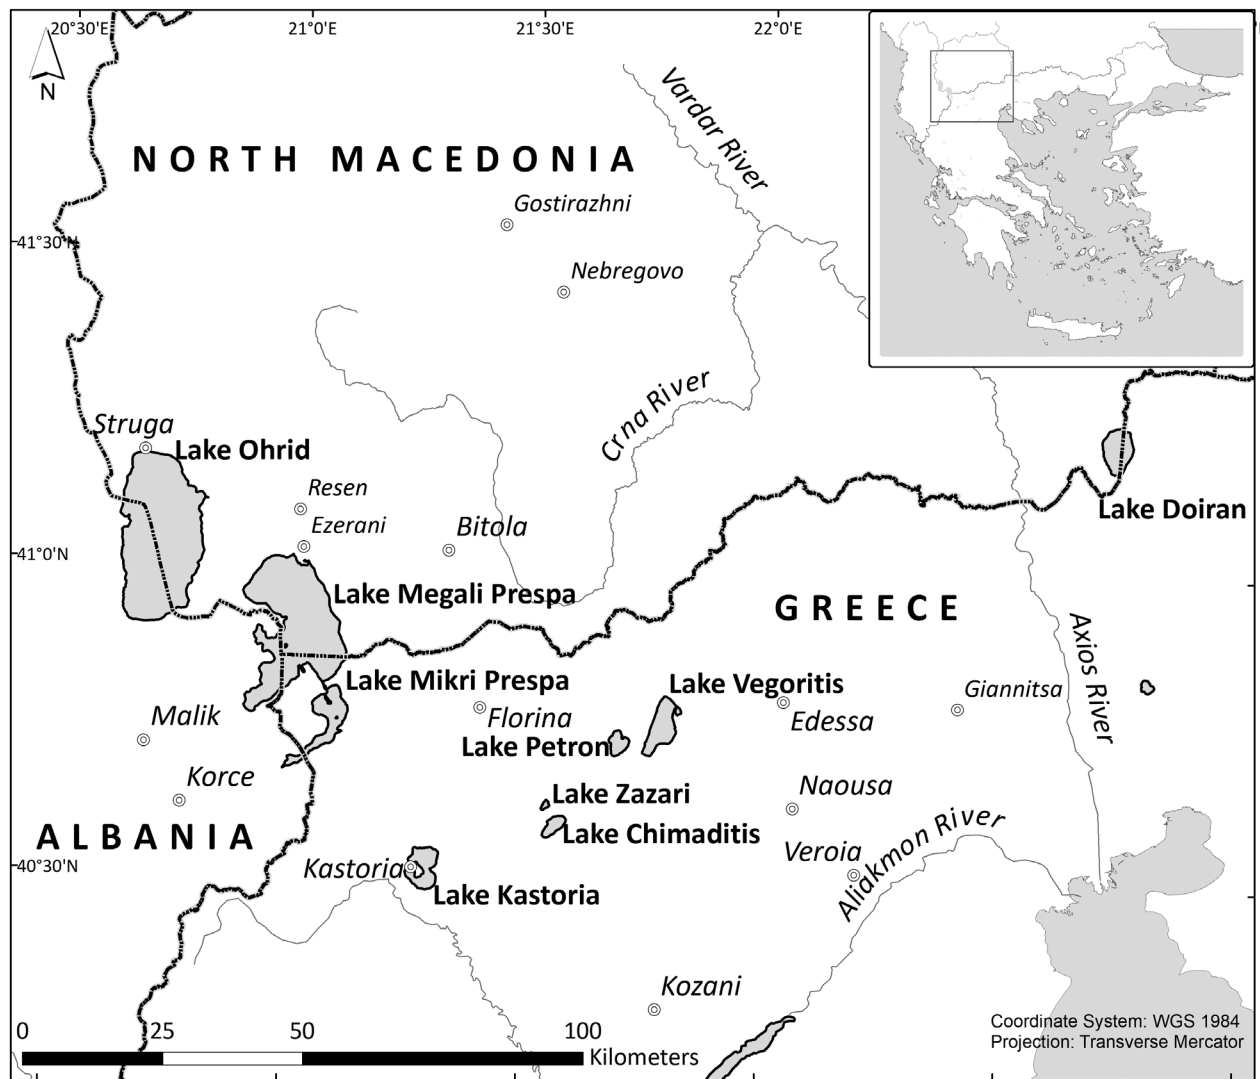 20°30'E
21°0'E
21°30'E
22°0'E
N
Vardar River
NORTH MACEDONIA
Gostirazhni
41°30'N
Nebregovo
Crna River
Struga
Lake Ohrid
Resen
Ezerani
Bitola
Lake Doiran
41°0'N
Lake Megali Prespa
GREECE
Axios River
Lake Mikri Prespa
Lake Vegoritis
Giannitsa
Malik
Florina
Edessa
Lake Petron
Korce
Naousa
Lake Zazari
ALBANIA
Lake Chimaditis
Aliakmon River
Veroia
40°30'N
Kastoria
Lake Kastoria
Kozani
0 25 50 100
Kilometers
Coordinate System: WGS 1984
Projection: Transverse Mercator